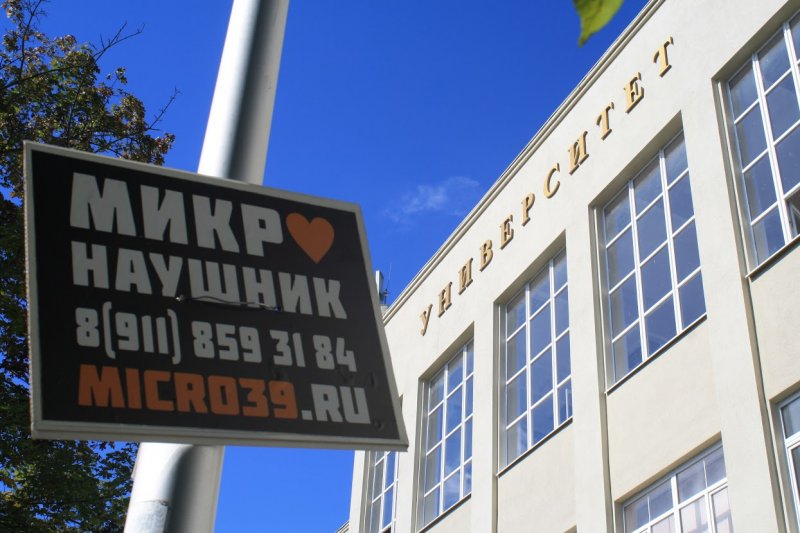 МИКР❤
НАУШНИК
8(911) 859 31 84
MICRO39.RU
УНИВЕРСИТЕТ